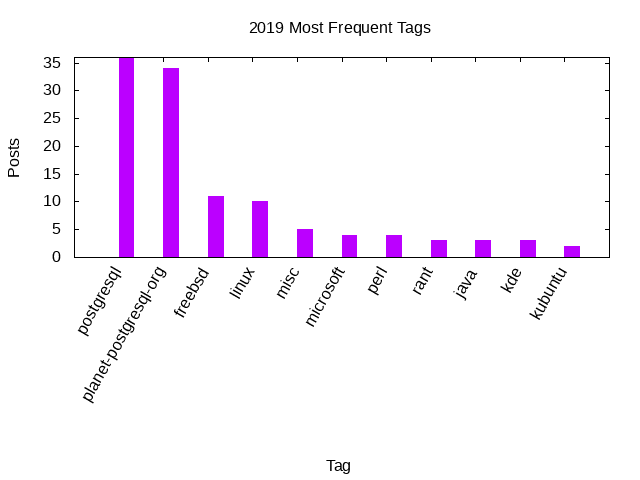 2019 Most Frequent Tags
35
30
25
20
15
10
5
0
Posts
postgresql
planet-postgresql-org
freebsd
linux
misc
microsoft
perl
rant
java
kde
kubuntu
Tag